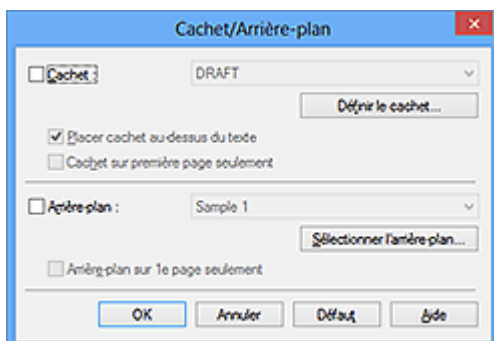 Cachet/Arrière-plan
Cachet : DRAFT
Définir le cachet...
Placer cachet au-dessus du texte
Cachet sur première page seulement
Arrière-plan : Sample 1
Sélectionner l'arrière-plan...
Arrière-plan sur 1e page seulement
OK Annuler Défaut Aide